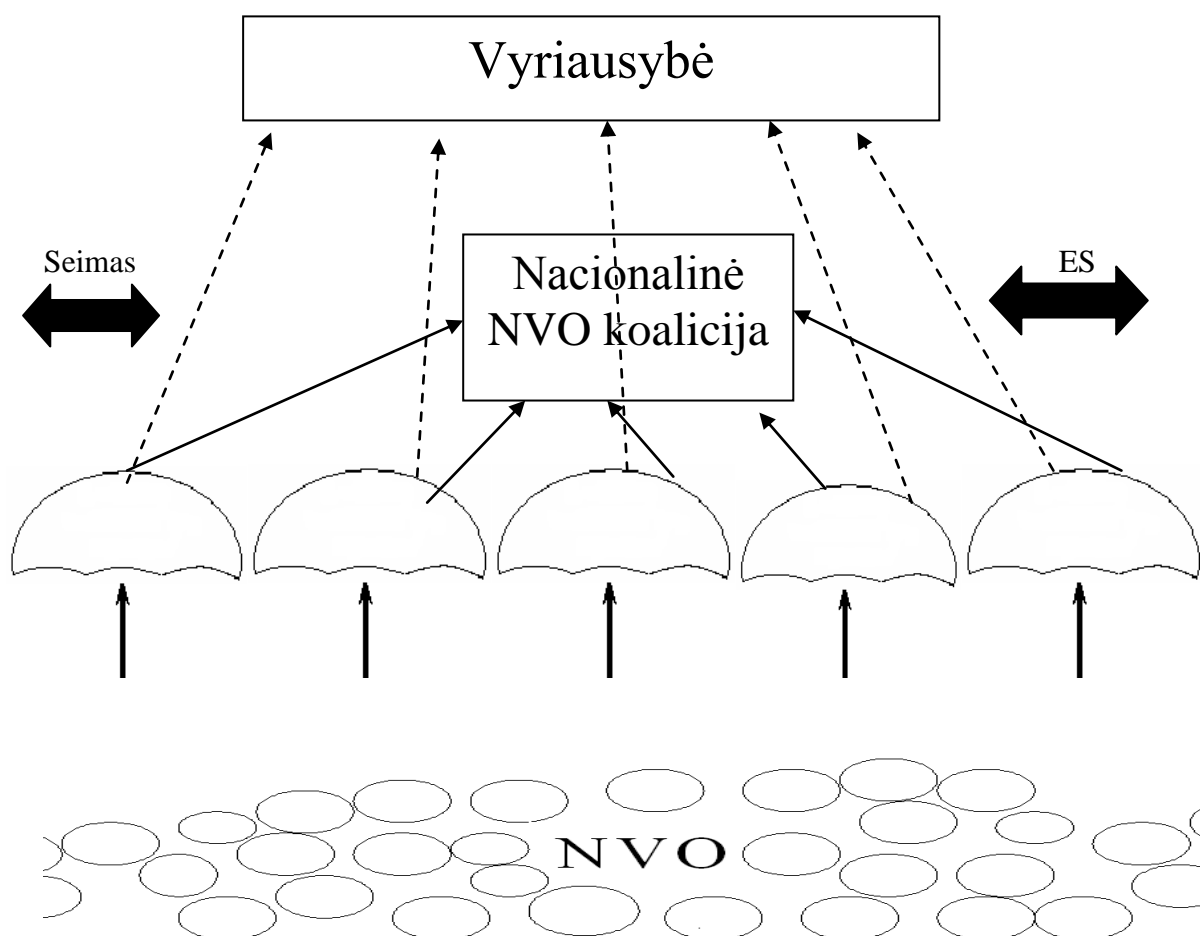 Vyriausybė
Seimas
Nacionalinė
NVO koalicija
ES
NVO